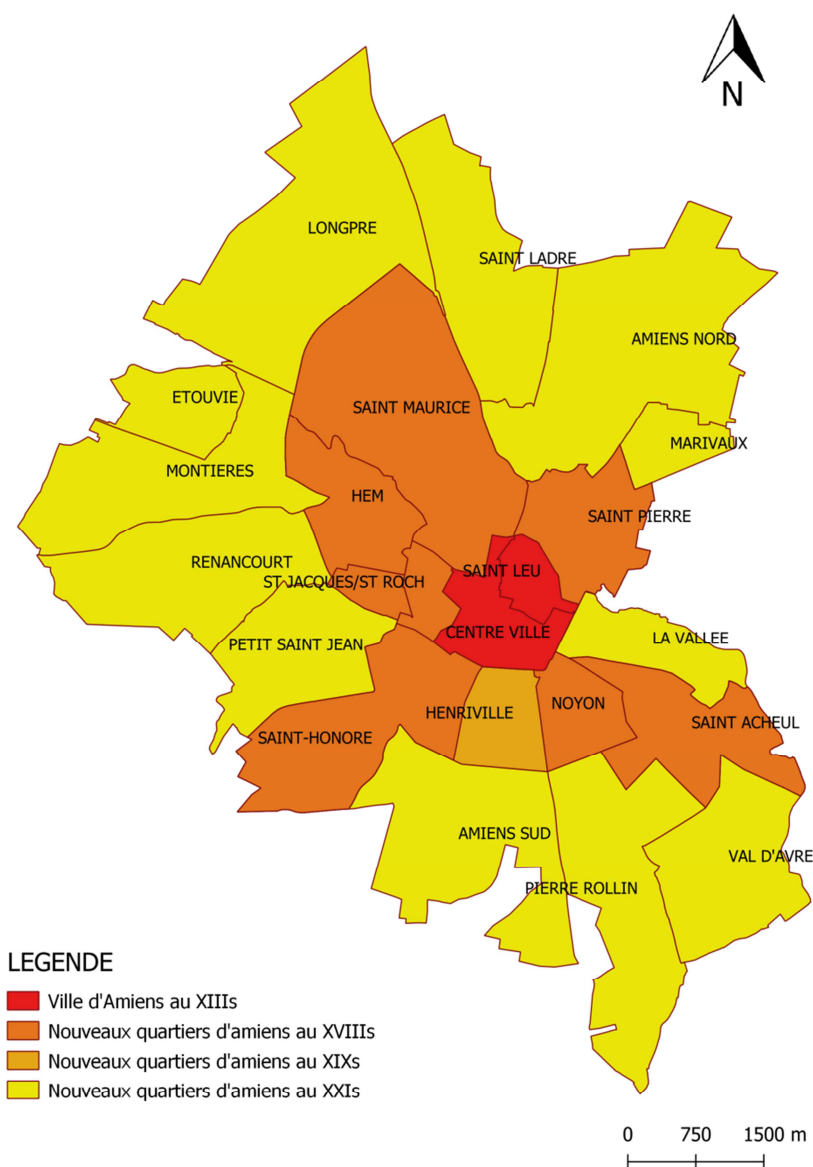 N
LONGPRE
SAINT LADRE
AMIENS NORD
ETOUVIE
SAINT MAURICE
MARIVAUX
MONTIERES
HEM
SAINT PIERRE
RENANCOURT
SAINT LEU
ST JACQUES/ST ROCH
CENTRE VILLE
LA VALLEE
PETIT SAINT JEAN
NOYON
HENRIVILLE
SAINT ACHEUL
SAINT-HONORE
AMIENS SUD
VAL D'AVRE
PIERRE ROLLIN
LEGENDE
Ville d'Amiens au XIIIs
Nouveaux quartiers d'amiens au XVIIIs
Nouveaux quartiers d'amiens au XIXs
Nouveaux quartiers d'amiens au XXIs
0 750 1500 m